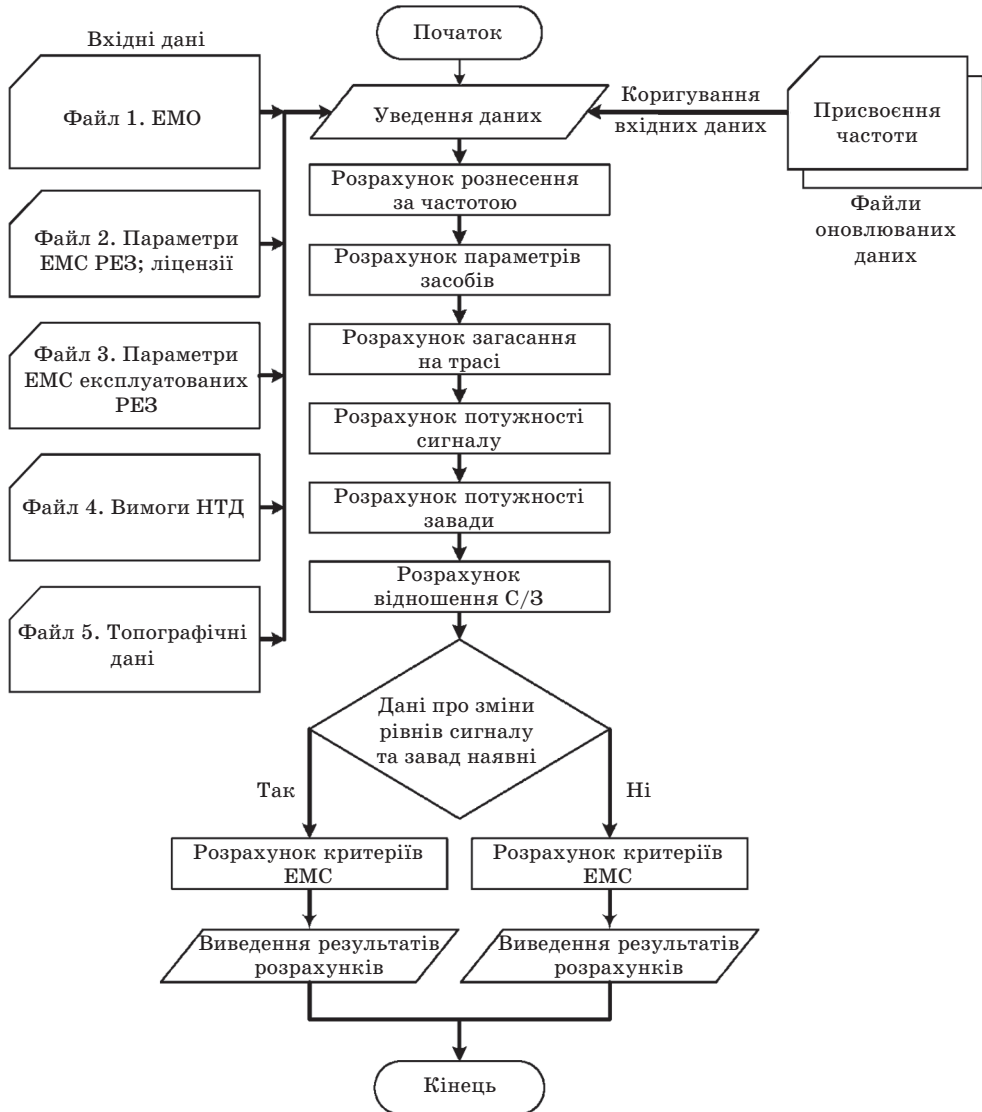 Початок
Вхідні дані
Файл 1. ЕМО
Файл 2. Параметри
ЕМС РЕЗ; ліцензії
Файл 3. Параметри
ЕМС експлуатованих
РЕЗ
Файл 4. Вимоги НТД
Файл 5. Топографічні
дані
Уведення даних
Коригування
вхідних даних
Присвоєння
частоти
Файли
оновлюваних
даних
Розрахунок рознесення
за частотою
Розрахунок параметрів
засобів
Розрахунок загасання
на трасі
Розрахунок потужності
сигналу
Розрахунок потужності
завади
Розрахунок
відношення С/З
Дані про зміни
рівнів сигналу
та завад наявні
Так
Ні
Розрахунок критеріїв
ЕМС
Розрахунок критеріїв
ЕМС
Виведення результатів
розрахунків
Виведення результатів
розрахунків
Кінець